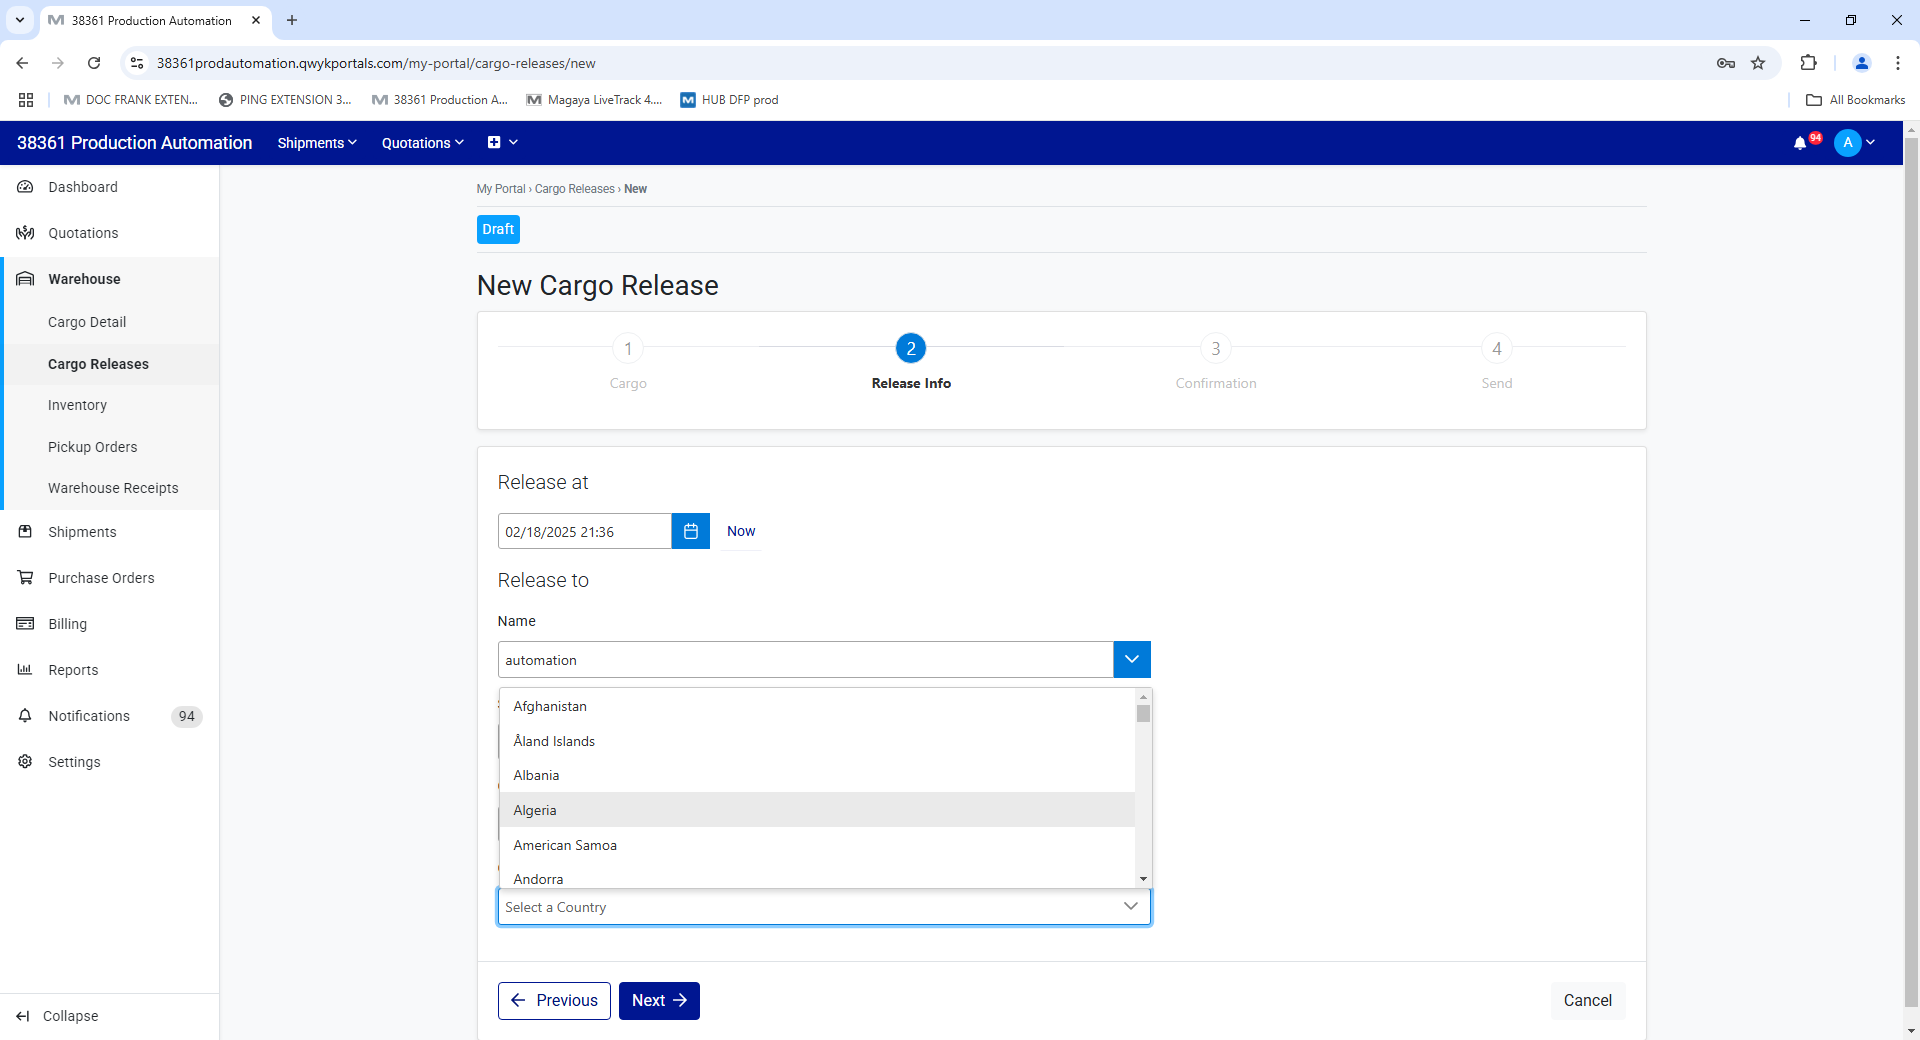 38361 Production Automation
38361prodautomation.qwykportals.com/my-portal/cargo-releases/new
DOC FRANK EXTEN...
PING EXTENSION 3...
38361 Production A...
Magaya LiveTrack 4....
HUB DFP prod
All Bookmarks
38361 Production Automation
Shipments
Quotations
94
A
Dashboard
Quotations
Warehouse
Cargo Detail
Cargo Releases
Inventory
Pickup Orders
Warehouse Receipts
Shipments
Purchase Orders
Billing
Reports
Notifications 94
Settings
Collapse
My Portal › Cargo Releases › New
Draft
New Cargo Release
1 2 3 4
Cargo Release Info Confirmation Send
Release at
02/18/2025 21:36
Now
Release to
Name
automation
Afghanistan
Åland Islands
Albania
Algeria
American Samoa
Andorra
Select a Country
Previous
Next
Cancel